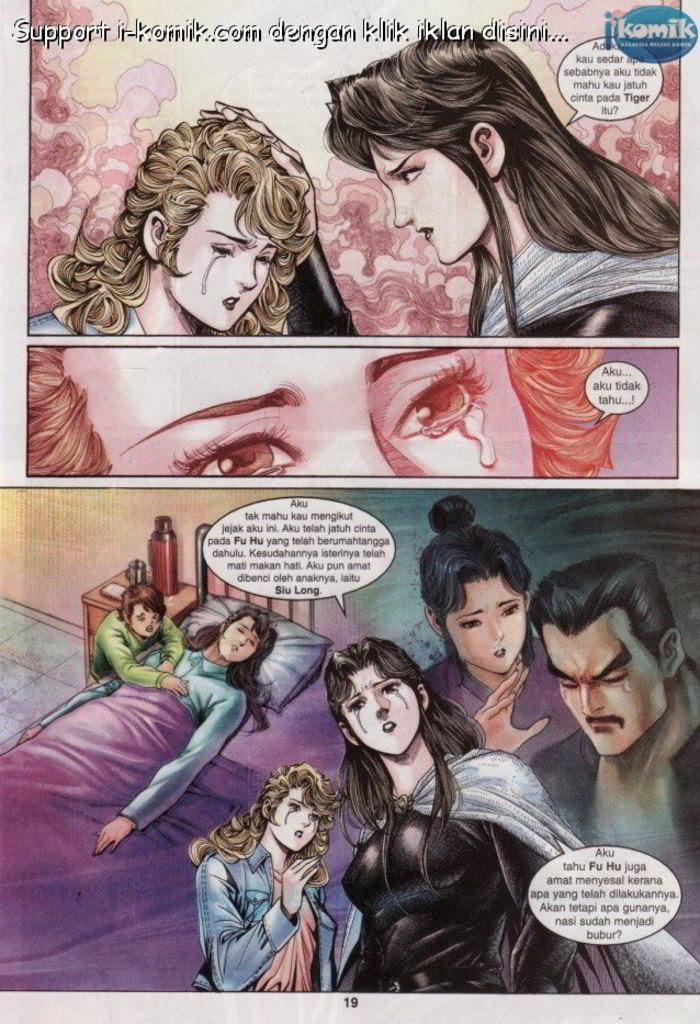 Support i-komik.com dengan klik iklan disini...
ikomik
kau sedar apa
sebabnya aku tidak
mahu kau jatuh
cinta pada Tiger
itu?
Aku...
aku tidak
tahu...!
Aku
tak mahu kau mengikut
jejak aku ini. Aku telah jatuh cinta
pada Fu Hu yang telah berumahtangga
dahulu. Kesudahannya isterinya telah
mati makan hati. Aku pun amat
dibenci oleh anaknya, iaitu
Siu Long.
Aku
tahu Fu Hu juga
amat menyesal kerana
apa yang telah dilakukannya.
Akan tetapi apa gunanya,
nasi sudah menjadi
bubur?
19